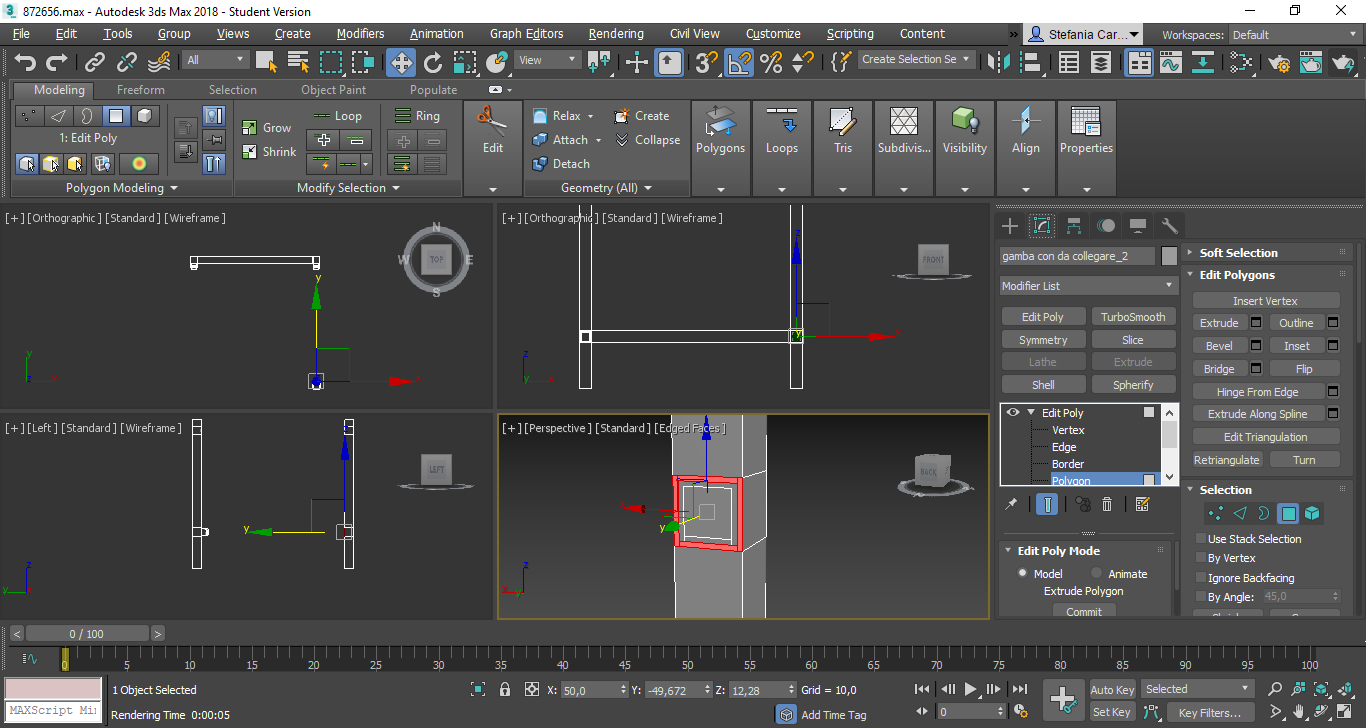 872656.max - Autodesk 3ds Max 2018 - Student Version
File Edit Tools Group Views Create Modifiers Animation Graph Editors Rendering Civil View Customize Scripting Content » Stefania Car... Workspaces: Default
All View Create Selection Se
Modeling Freeform Selection Object Paint Populate
1: Edit Poly
Polygon Modeling
Grow Loop Ring
Shrink
Modify Selection
Edit
Relax Create
Attach Collapse
Detach
Geometry (All)
Polygons Loops Tris Subdivis... Visibility Align Properties
[+] [Orthographic] [Standard] [Wireframe]
N W TOP E S
y
y x z x
[+] [Orthographic] [Standard] [Wireframe]
FRONT
z
y x
z
y x
[+] [Left] [Standard] [Wireframe]
LEFT
y
z
y
[+] [Perspective] [Standard] [Edged Faces]
BACK
y
z
x y
gamba con da collegare_2
Modifier List
Edit Poly TurboSmooth
Symmetry Slice
Lathe Extrude
Shell Spherify
Edit Poly
Vertex
Edge
Border
Polygon
Edit Poly Mode
Model Animate
Extrude Polygon
Commit
Soft Selection
Edit Polygons
Insert Vertex
Extrude Outline
Bevel Inset
Bridge Flip
Hinge From Edge
Extrude Along Spline
Edit Triangulation
Retriangulate Turn
Selection
Use Stack Selection
By Vertex
Ignore Backfacing
By Angle: 45,0
< 0 / 100 >
0 5 10 15 20 25 30 35 40 45 50 55 60 65 70 75 80 85 90 95 100
MAXScript Mi
1 Object Selected
Rendering Time 0:00:05
X: 50,0 Y: -49,672 Z: 12,28 Grid = 10,0
Add Time Tag
0
Auto Key Selected
Set Key Key Filters...